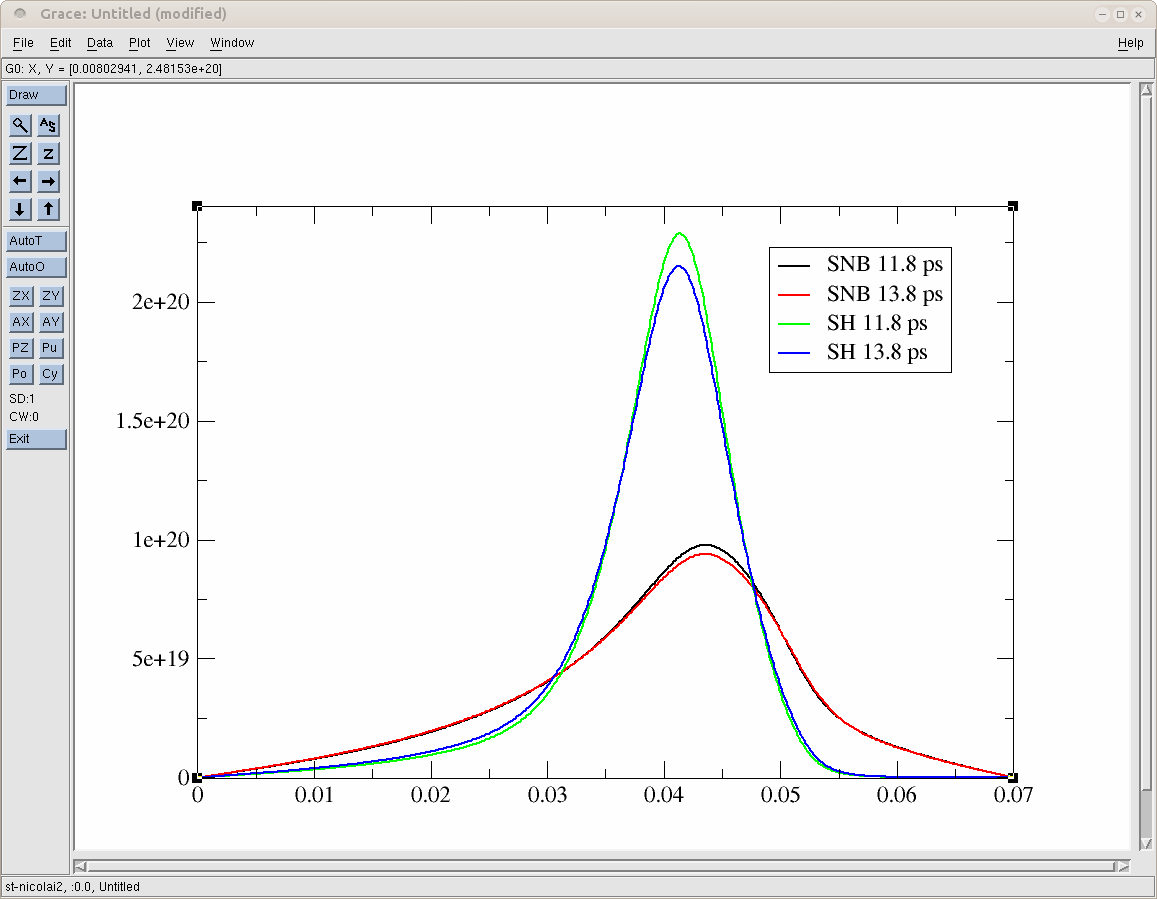 Grace: Untitled (modified)
File Edit Data Plot View Window Help
G0: X, Y = [0.00802941, 2.48153e+20]
Draw
AS
Z z
AutoT
AutoO
ZX ZY
AX AY
PZ Pu
Po Cy
SD:1
CW:0
Exit
SNB 11.8 ps
SNB 13.8 ps
SH 11.8 ps
SH 13.8 ps
2e+20
1.5e+20
1e+20
5e+19
0
0 0.01 0.02 0.03 0.04 0.05 0.06 0.07
st-nicolai2, :0.0, Untitled